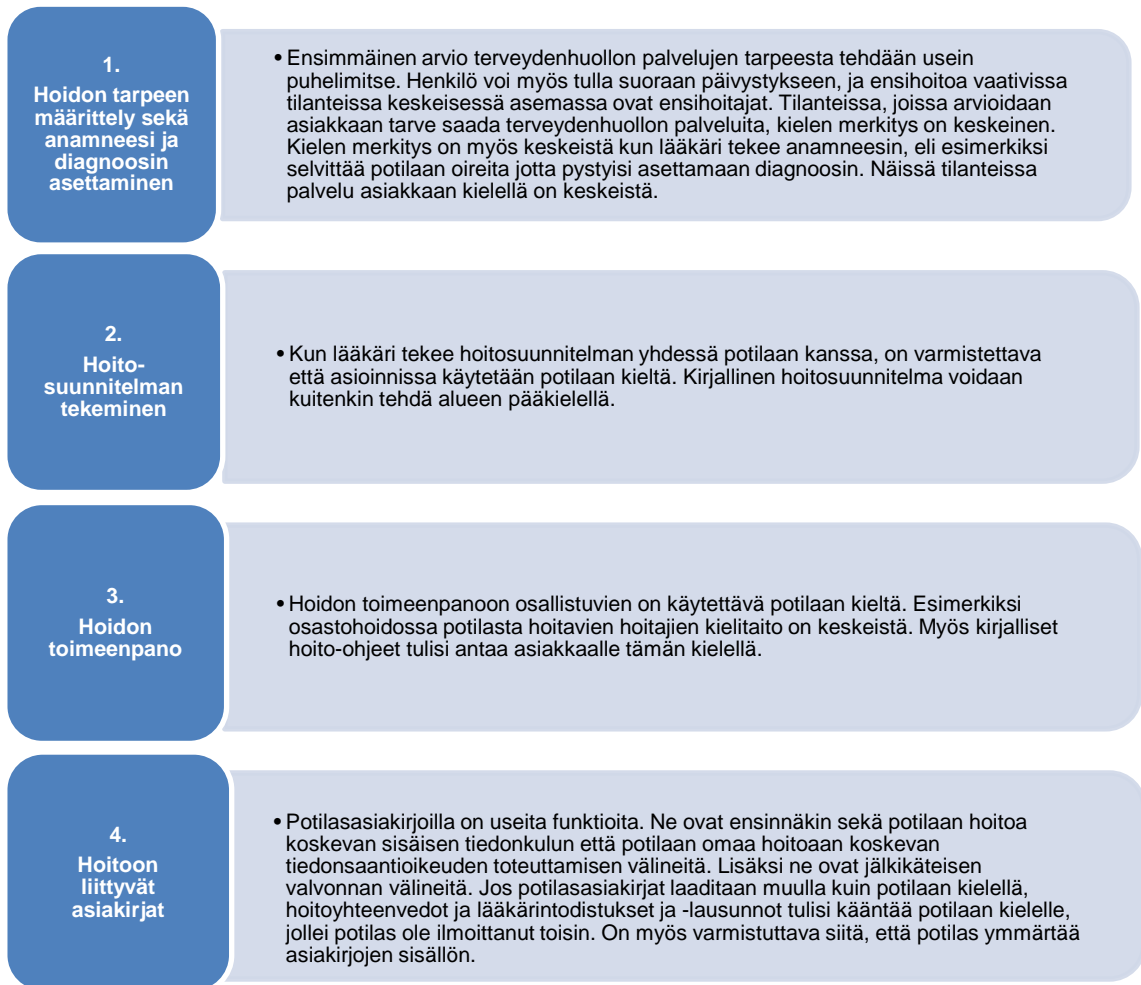 1.
Hoidon tarpeen
määrittely sekä
anamneesi ja
diagnoosin
asettaminen
• Ensimmäinen arvio terveydenhuollon palvelujen tarpeesta tehdään usein
puhelimitse. Henkilö voi myös tulla suoraan päivystykseen, ja ensihoitoa vaativissa
tilanteissa keskeisessä asemassa ovat ensihoitajat. Tilanteissa, joissa arvioidaan
asiakkaan tarve saada terveydenhuollon palveluita, kielen merkitys on keskeinen.
Kielen merkitys on myös keskeistä kun lääkäri tekee anamneesin, eli esimerkiksi
selvittää potilaan oireita jotta pystyisi asettamaan diagnoosin. Näissä tilanteissa
palvelu asiakkaan kielellä on keskeistä.
2.
Hoito-
suunnitelman
tekeminen
• Kun lääkäri tekee hoitosuunnitelman yhdessä potilaan kanssa, on varmistettava
että asioinnissa käytetään potilaan kieltä. Kirjallinen hoitosuunnitelma voidaan
kuitenkin tehdä alueen pääkielellä.
3.
Hoidon
toimeenpano
• Hoidon toimeenpanoon osallistuvien on käytettävä potilaan kieltä. Esimerkiksi
osastohoidossa potilasta hoitavien hoitajien kielitaito on keskeistä. Myös kirjalliset
hoito-ohjeet tulisi antaa asiakkaalle tämän kielellä.
4.
Hoitoon
liittyvät
asiakirjat
• Potilasasiakirjoilla on useita funktioita. Ne ovat ensinnäkin sekä potilaan hoitoa
koskevan sisäisen tiedonkulun että potilaan omaa hoitoaan koskevan
tiedonsaantioikeuden toteuttamisen välineitä. Lisäksi ne ovat jälkikäteisen
valvonnan välineitä. Jos potilasasiakirjat laaditaan muulla kuin potilaan kielellä,
hoitoyhteenvedot ja lääkärintodistukset ja -lausunnot tulisi kääntää potilaan kielelle,
jollei potilas ole ilmoittanut toisin. On myös varmistuttava siitä, että potilas ymmärtää
asiakirjojen sisällön.